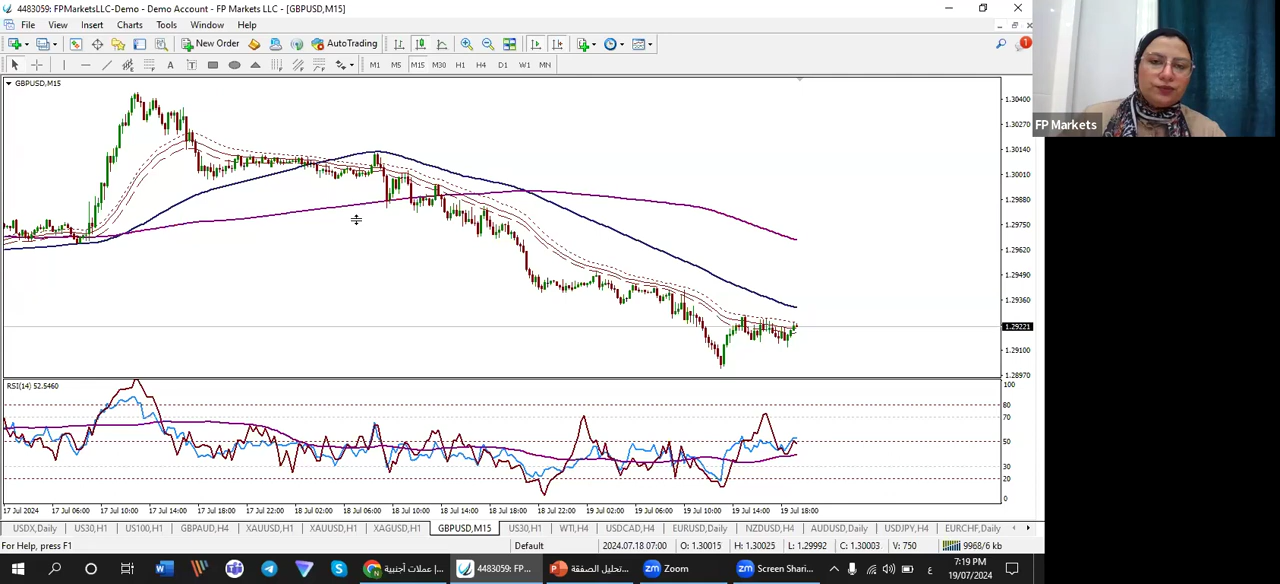 4483059: FPMarketsLLC-Demo - Demo Account - FP Markets LLC - [GBPUSD,M15]
File View Insert Charts Tools Window Help
New Order AutoTrading 1
A T M1 M5 M15 M30 H1 H4 D1 W1 MN
GBPUSD,M15
FP Markets
1.30400
1.30270
1.30140
1.30010
1.29880
1.29750
1.29620
1.29490
1.29360
1.29221
1.29100
1.28970
RSI(14) 52.5460
100
80
70
50
30
20
0
17 Jul 2024 17 Jul 06:00 17 Jul 10:00 17 Jul 14:00 17 Jul 18:00 17 Jul 22:00 18 Jul 02:00 18 Jul 06:00 18 Jul 10:00 18 Jul 14:00 18 Jul 18:00 18 Jul 22:00 19 Jul 02:00 19 Jul 06:00 19 Jul 10:00 19 Jul 14:00 19 Jul 18:00
USDX,Daily US30,H1 US100,H1 GBPAUD,H4 XAUUSD,H1 XAUUSD,H1 XAGUSD,H1 GBPUSD,M15 US30,H1 WTI,H4 USDCAD,H4 EURUSD,Daily NZDUSD,H4 AUDUSD,Daily USDJPY,H4 EURCHF,Daily
For Help, press F1 Default 2024.07.18 07:00 O: 1.30015 H: 1.30025 L: 1.29992 C: 1.30003 V: 750 9968/6 kb
عملات أجنبية | ... 4483059: FP... تحليل الصفقة... Zoom Screen Shari... ع 7:19 PM
19/07/2024